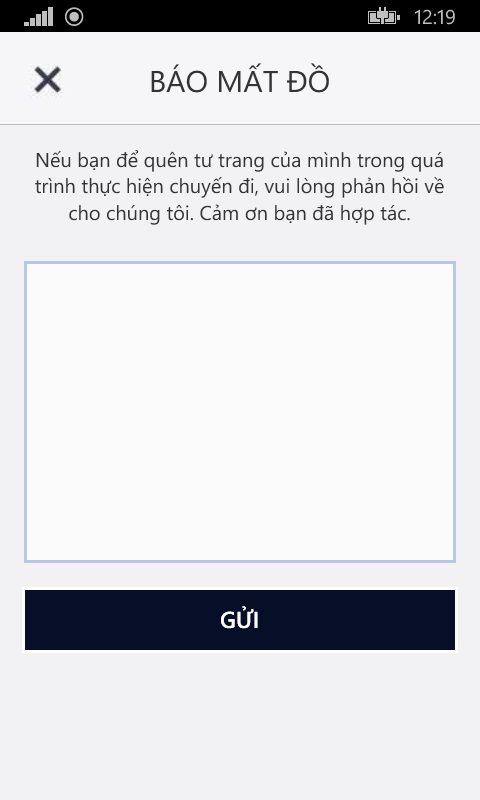 12:19
BÁO MẤT ĐỒ
Nếu bạn để quên tư trang của mình trong quá
trình thực hiện chuyến đi, vui lòng phản hồi về
cho chúng tôi. Cảm ơn bạn đã hợp tác.
GỬI